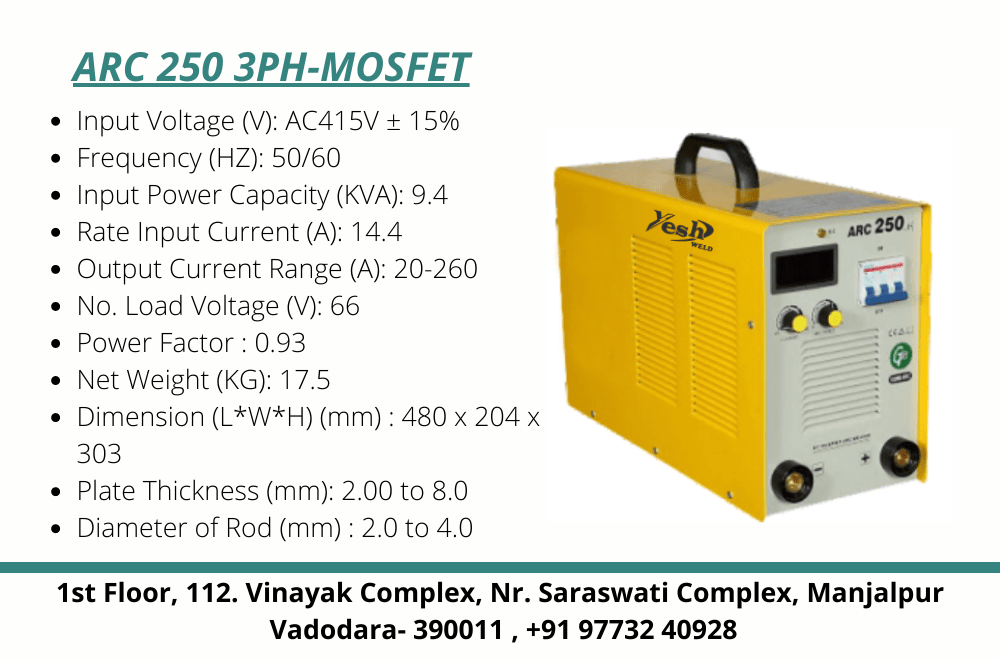 ARC 250 3PH-MOSFET
• Input Voltage (V): AC415V ± 15%
• Frequency (HZ): 50/60
• Input Power Capacity (KVA): 9.4
• Rate Input Current (A): 14.4
• Output Current Range (A): 20-260
• No. Load Voltage (V): 66
• Power Factor : 0.93
• Net Weight (KG): 17.5
• Dimension (L*W*H) (mm) : 480 x 204 x
303
• Plate Thickness (mm): 2.00 to 8.0
• Diameter of Rod (mm) : 2.0 to 4.0
Yesh
WELD
ARC 250
- +
1st Floor, 112. Vinayak Complex, Nr. Saraswati Complex, Manjalpur
Vadodara- 390011 , +91 97732 40928